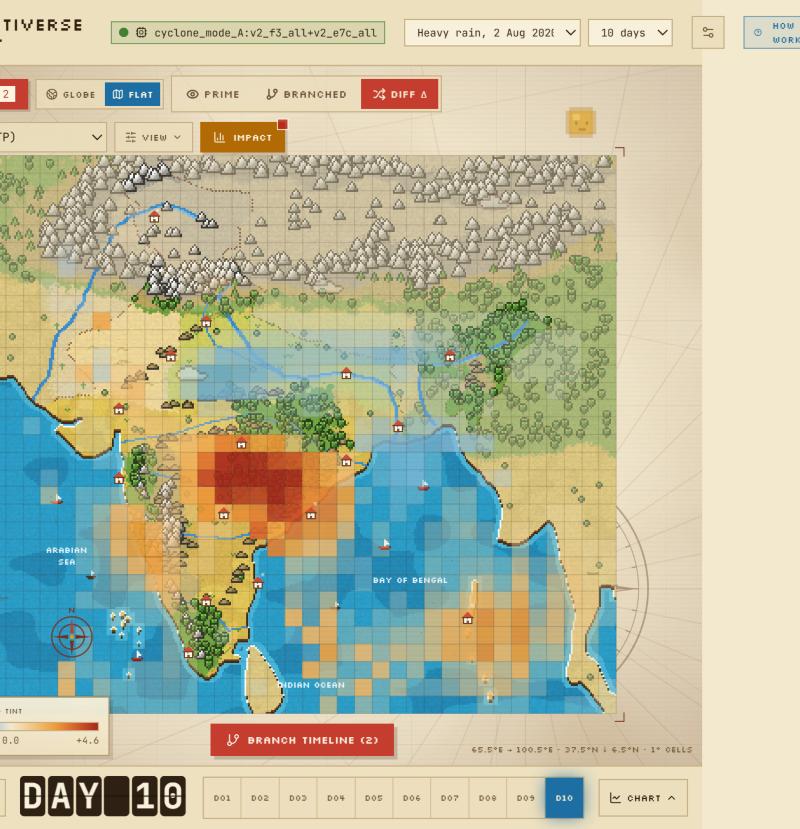 TIVERSE
cyclone_mode_A:v2_f3_all+v2_e7c_all
Heavy rain, 2 Aug 202
10 days
HOW
WORK
2
GLOBE
FLAT
PRIME
BRANCHED
DIFF Δ
TP)
VIEW
IMPACT
ARABIAN
SEA
BAY OF BENGAL
N
INDIAN OCEAN
TINT
0.0
+4.6
BRANCH TIMELINE (2)
65.5°E → 100.5°E · 37.5°N ↓ 6.5°N · 1° CELLS
DAY 10
D01
D02
D03
D04
D05
D06
D07
D08
D09
D10
CHART